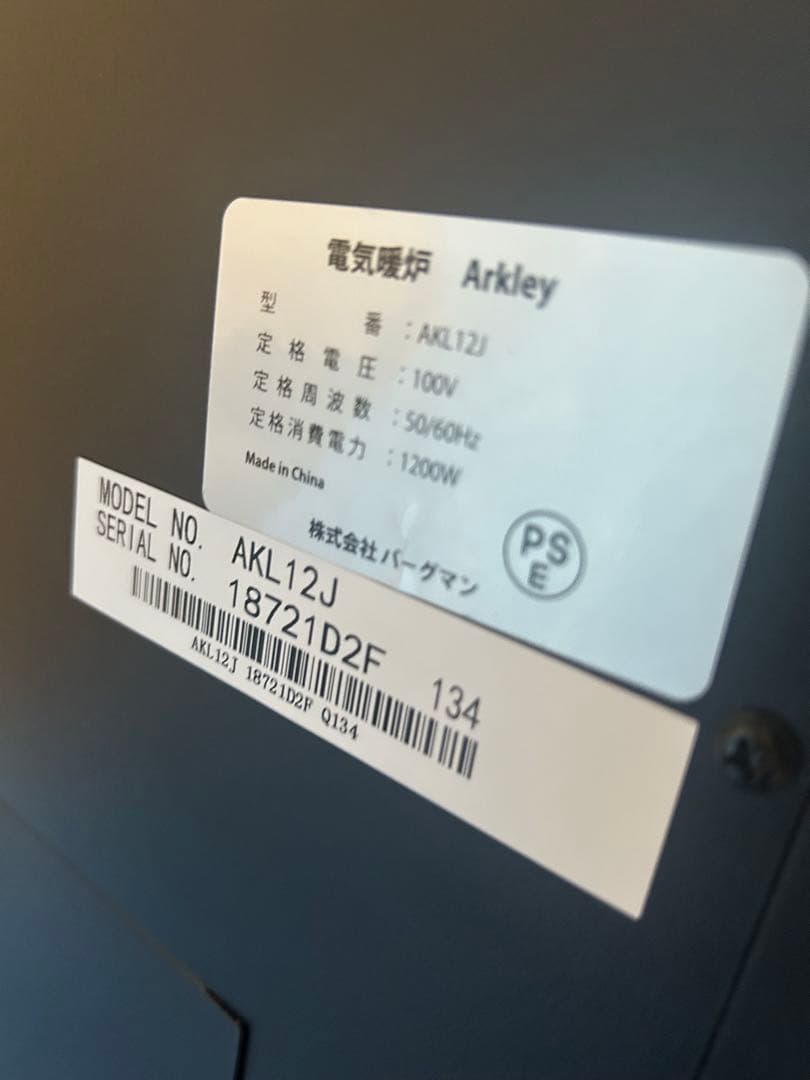 電気暖炉 Arkley
型番：AKL12J
定格電圧：100V
定格周波数：50/60Hz
定格消費電力：1200W
Made in China
株式会社 バーグマン
PSE
MODEL NO. AKL12J
SERIAL NO. 18721D2F 134
AKL12J 18721D2F Q134